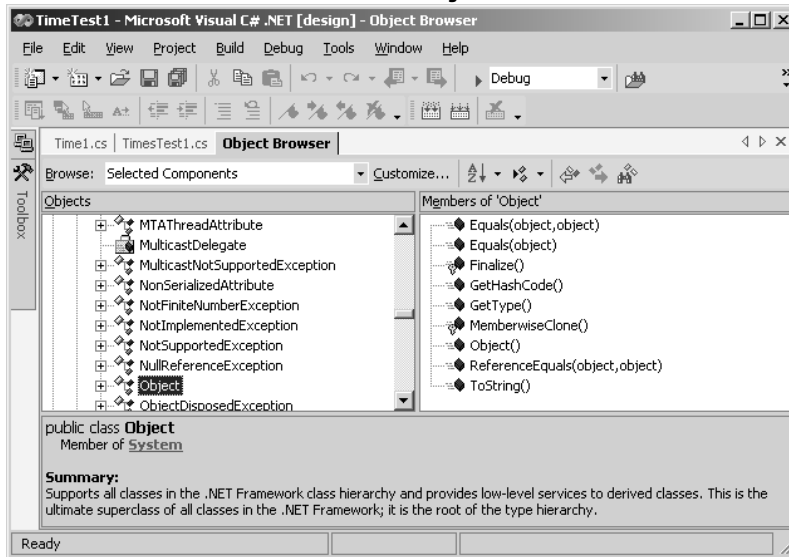 TimeTest1 - Microsoft Visual C# .NET [design] - Object Browser
File Edit View Project Build Debug Tools Window Help
Debug
Toolbox
Time1.cs TimesTest1.cs Object Browser
Browse: Selected Components Customize...
Objects
MTAThreadAttribute
MulticastDelegate
MulticastNotSupportedException
NonSerializedAttribute
NotFiniteNumberException
NotImplementedException
NotSupportedException
NullReferenceException
Object
ObjectDisposedException
Members of 'Object'
Equals(object,object)
Equals(object)
Finalize()
GetHashCode()
GetType()
MemberwiseClone()
Object()
ReferenceEquals(object,object)
ToString()
public class Object
Member of System
Summary:
Supports all classes in the .NET Framework class hierarchy and provides low-level services to derived classes. This is the
ultimate superclass of all classes in the .NET Framework; it is the root of the type hierarchy.
Ready